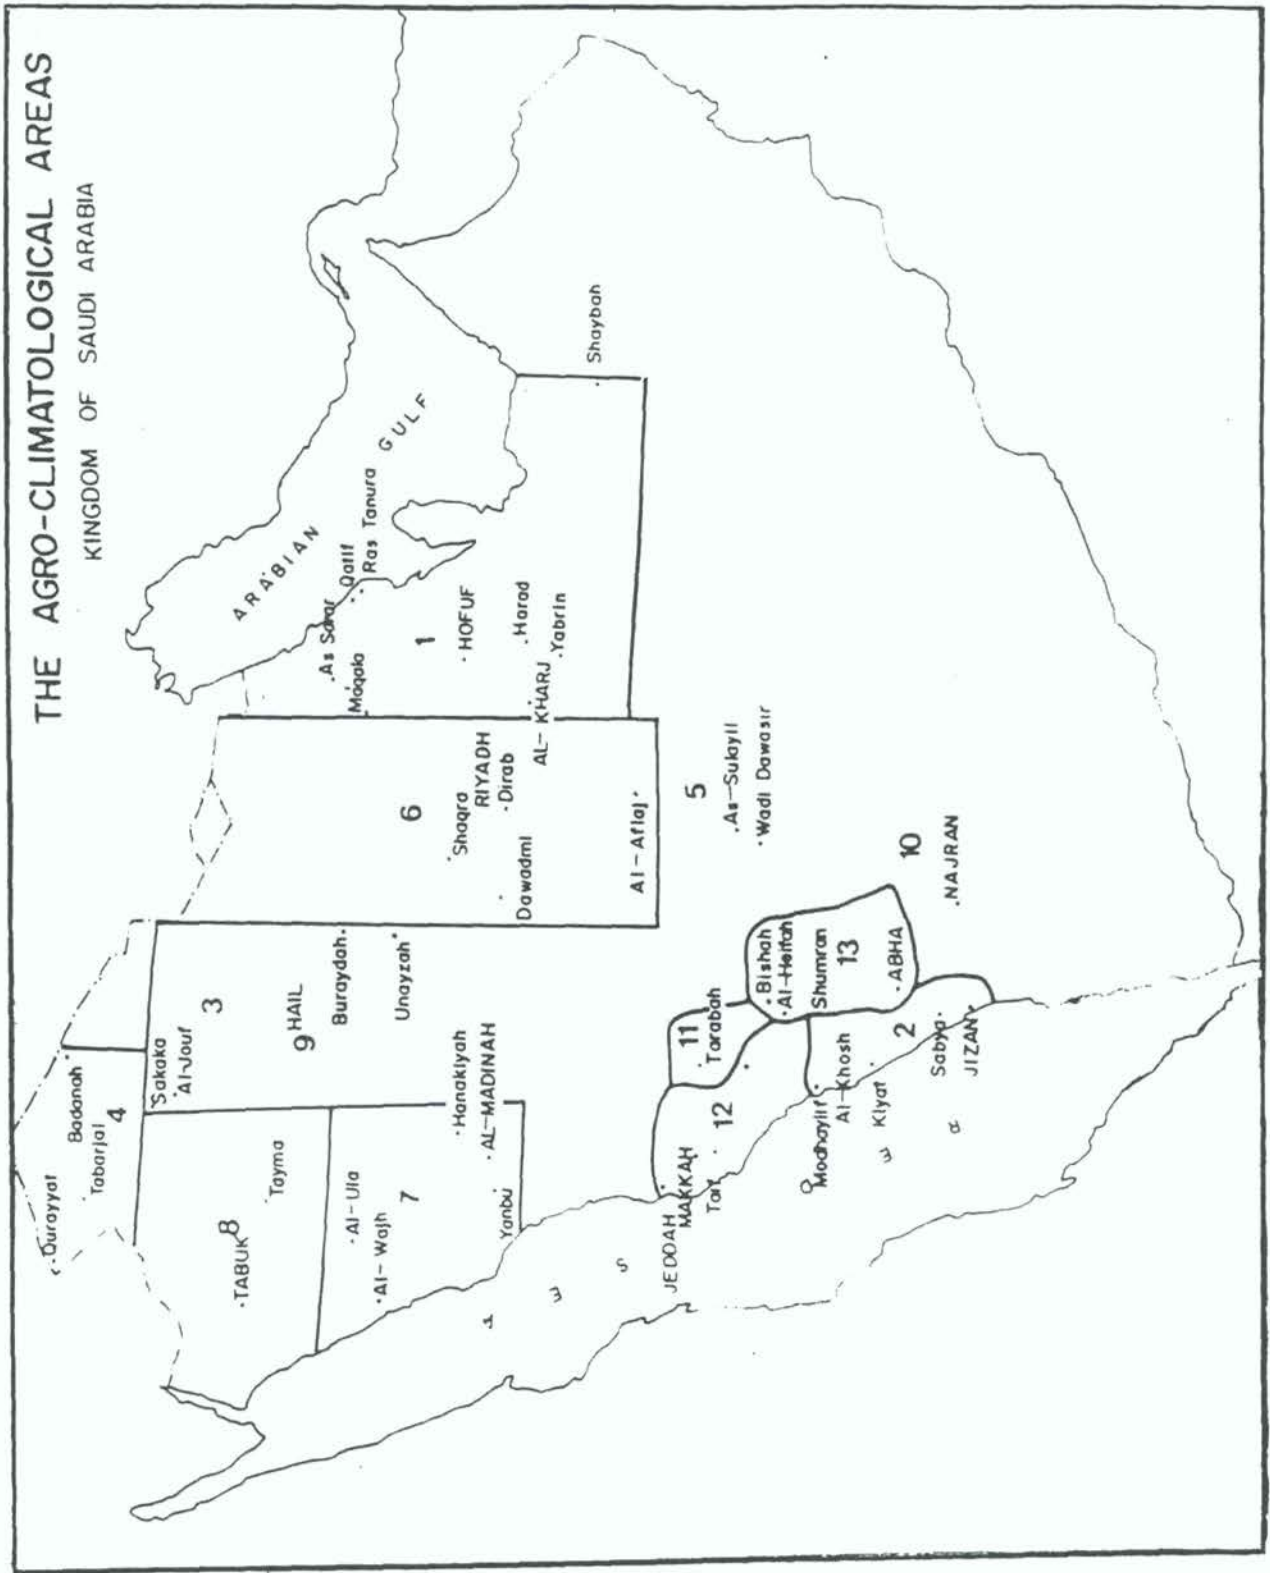 THE AGRO-CLIMATOLOGICAL AREAS
KINGDOM OF SAUDI ARABIA
Qurayyat
Tabarjal
Badanah
4
Sakaka
Al-Jouf
3
TABUK
8
Tayma
9
HAIL
Buraydah
Unayzah
Al-Ula
Al-Wajh
7
Hanakiyah
AL-MADINAH
Yanbu
6
Shaqra
RIYADH
Dirab
Dawadmi
AL-KHARJ
Al-Aflaj
ARABIAN GULF
As Sarar
Qatif
Ras Tanura
Maqala
1
HOFUF
Harad
Yabrin
Shaybah
5
As-Sulayil
Wadi Dawasir
JEDDAH
MAKKAH
Taif
12
11
Tarabah
Bishah
Al-Heifah
Shumran
13
ABHA
10
NAJRAN
Modhaylif
Al-Khosh
Kiyat
2
Sabya
JIZAN